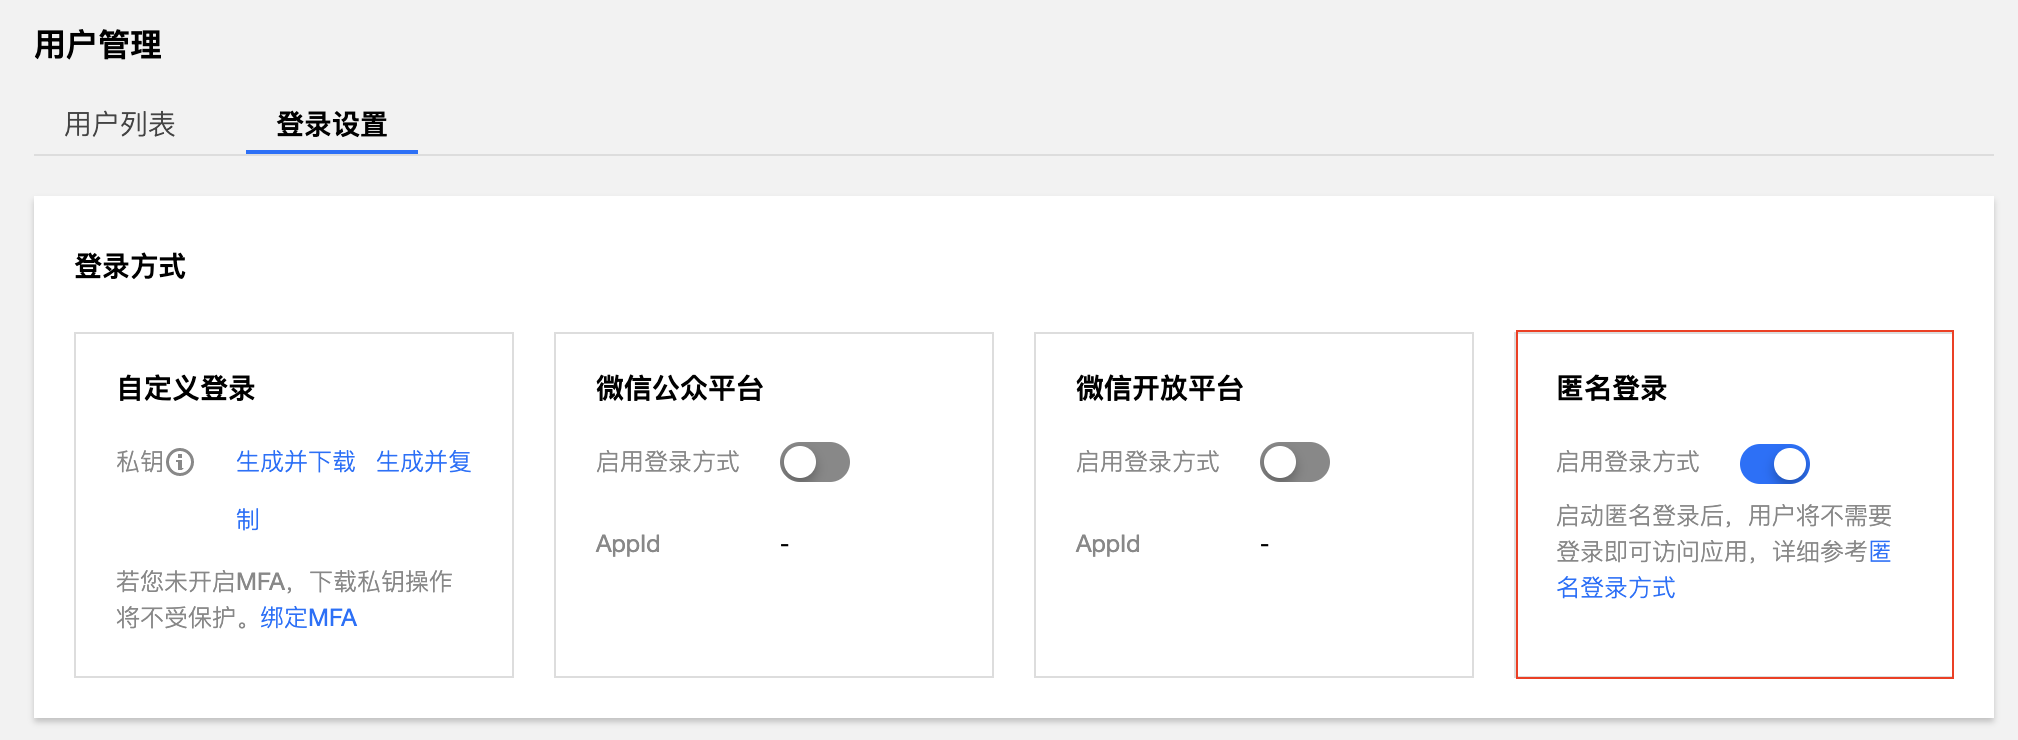 用户管理
用户列表
登录设置
登录方式
自定义登录
私钥
生成并下载 生成并复
制
若您未开启MFA，下载私钥操作
将不受保护。绑定MFA
微信公众平台
启用登录方式
AppId
-
微信开放平台
启用登录方式
AppId
-
匿名登录
启用登录方式
启动匿名登录后，用户将不需要
登录即可访问应用，详细参考匿
名登录方式